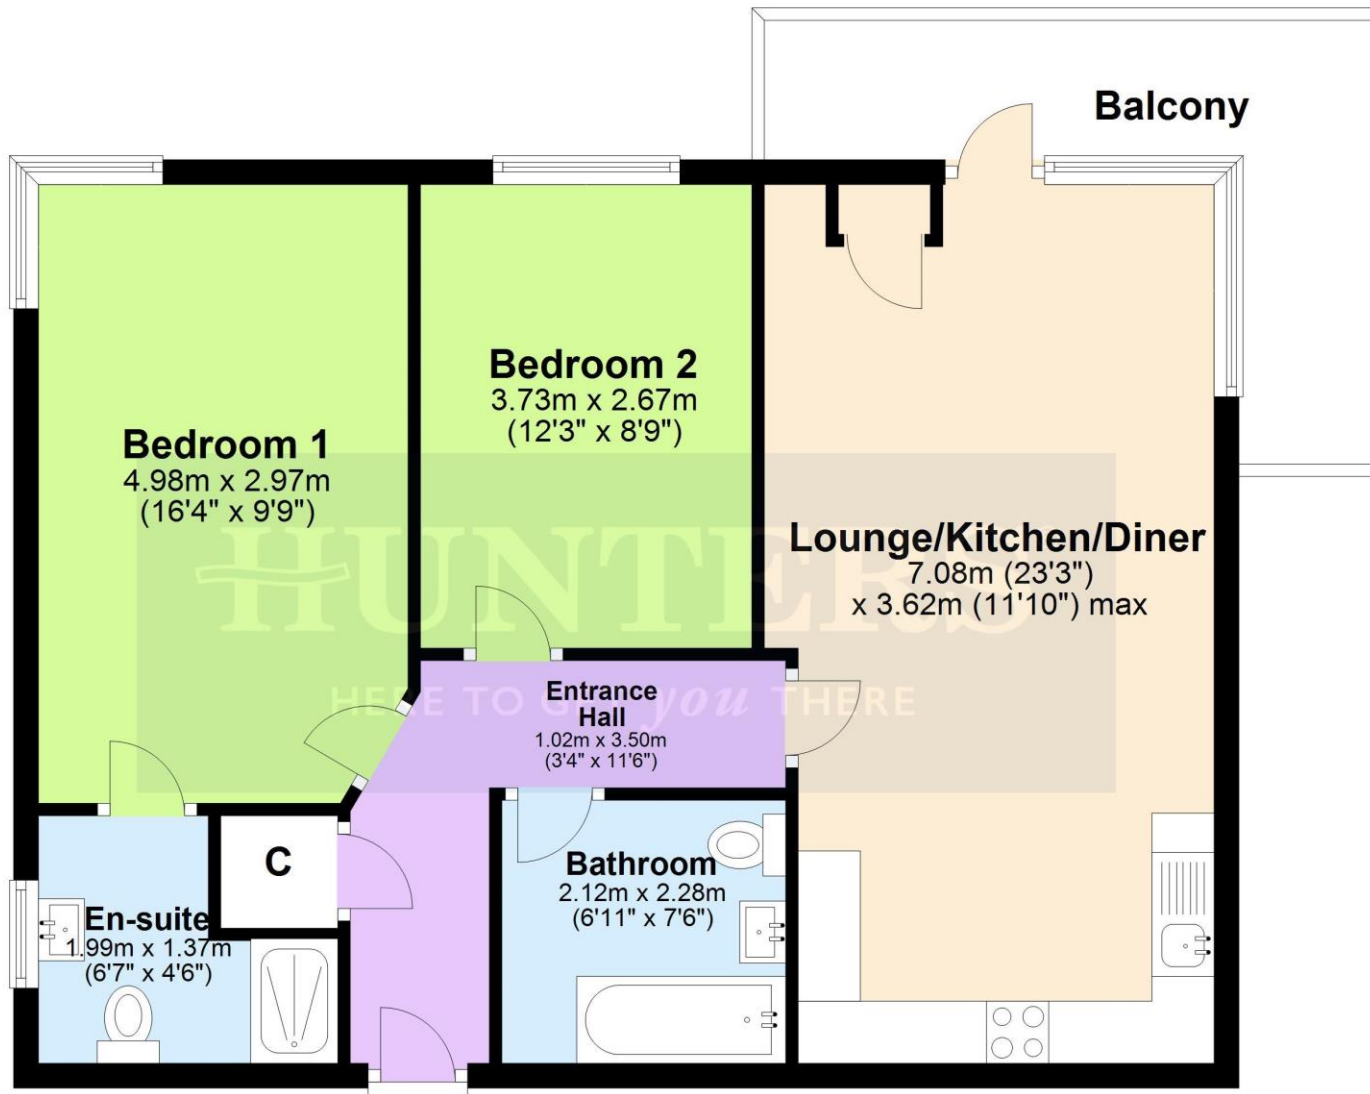 Balcony
Bedroom 2
3.73m x 2.67m
(12'3" x 8'9")
Bedroom 1
4.98m x 2.97m
(16'4" x 9'9")
Lounge/Kitchen/Diner
7.08m (23'3")
x 3.62m (11'10") max
HUNTERS
HERE TO GET you THERE
Entrance
Hall
1.02m x 3.50m
(3'4" x 11'6")
C
Bathroom
2.12m x 2.28m
(6'11" x 7'6")
En-suite
1.99m x 1.37m
(6'7" x 4'6")